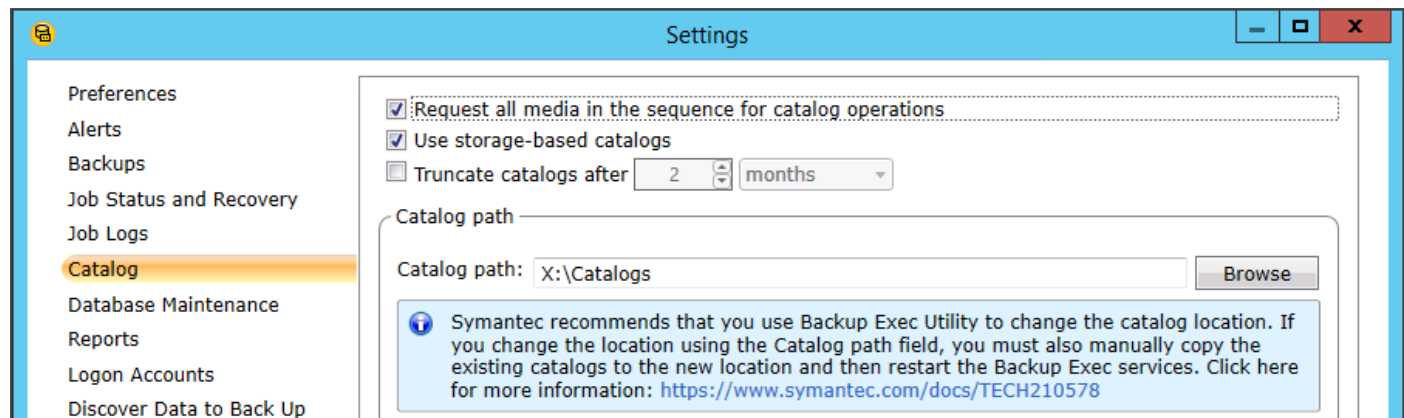 Settings
Preferences
Alerts
Backups
Job Status and Recovery
Job Logs
Catalog
Database Maintenance
Reports
Logon Accounts
Discover Data to Back Up
Request all media in the sequence for catalog operations
Use storage-based catalogs
Truncate catalogs after 2 months
Catalog path
Catalog path: X:\Catalogs Browse
Symantec recommends that you use Backup Exec Utility to change the catalog location. If
you change the location using the Catalog path field, you must also manually copy the
existing catalogs to the new location and then restart the Backup Exec services. Click here
for more information: https://www.symantec.com/docs/TECH210578